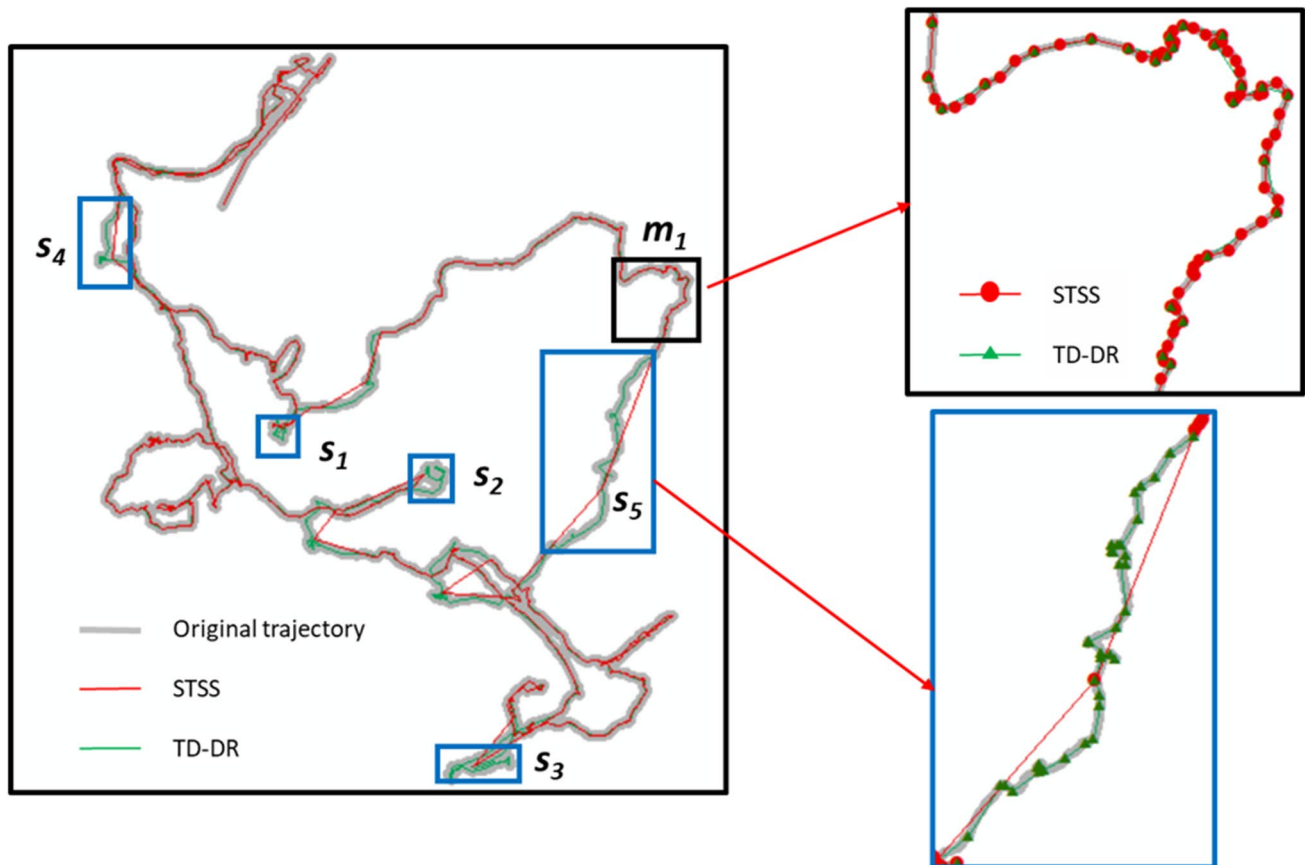 m₁
s₄
STSS
TD-DR
s₁
s₂
s₅
Original trajectory
STSS
TD-DR
s₃